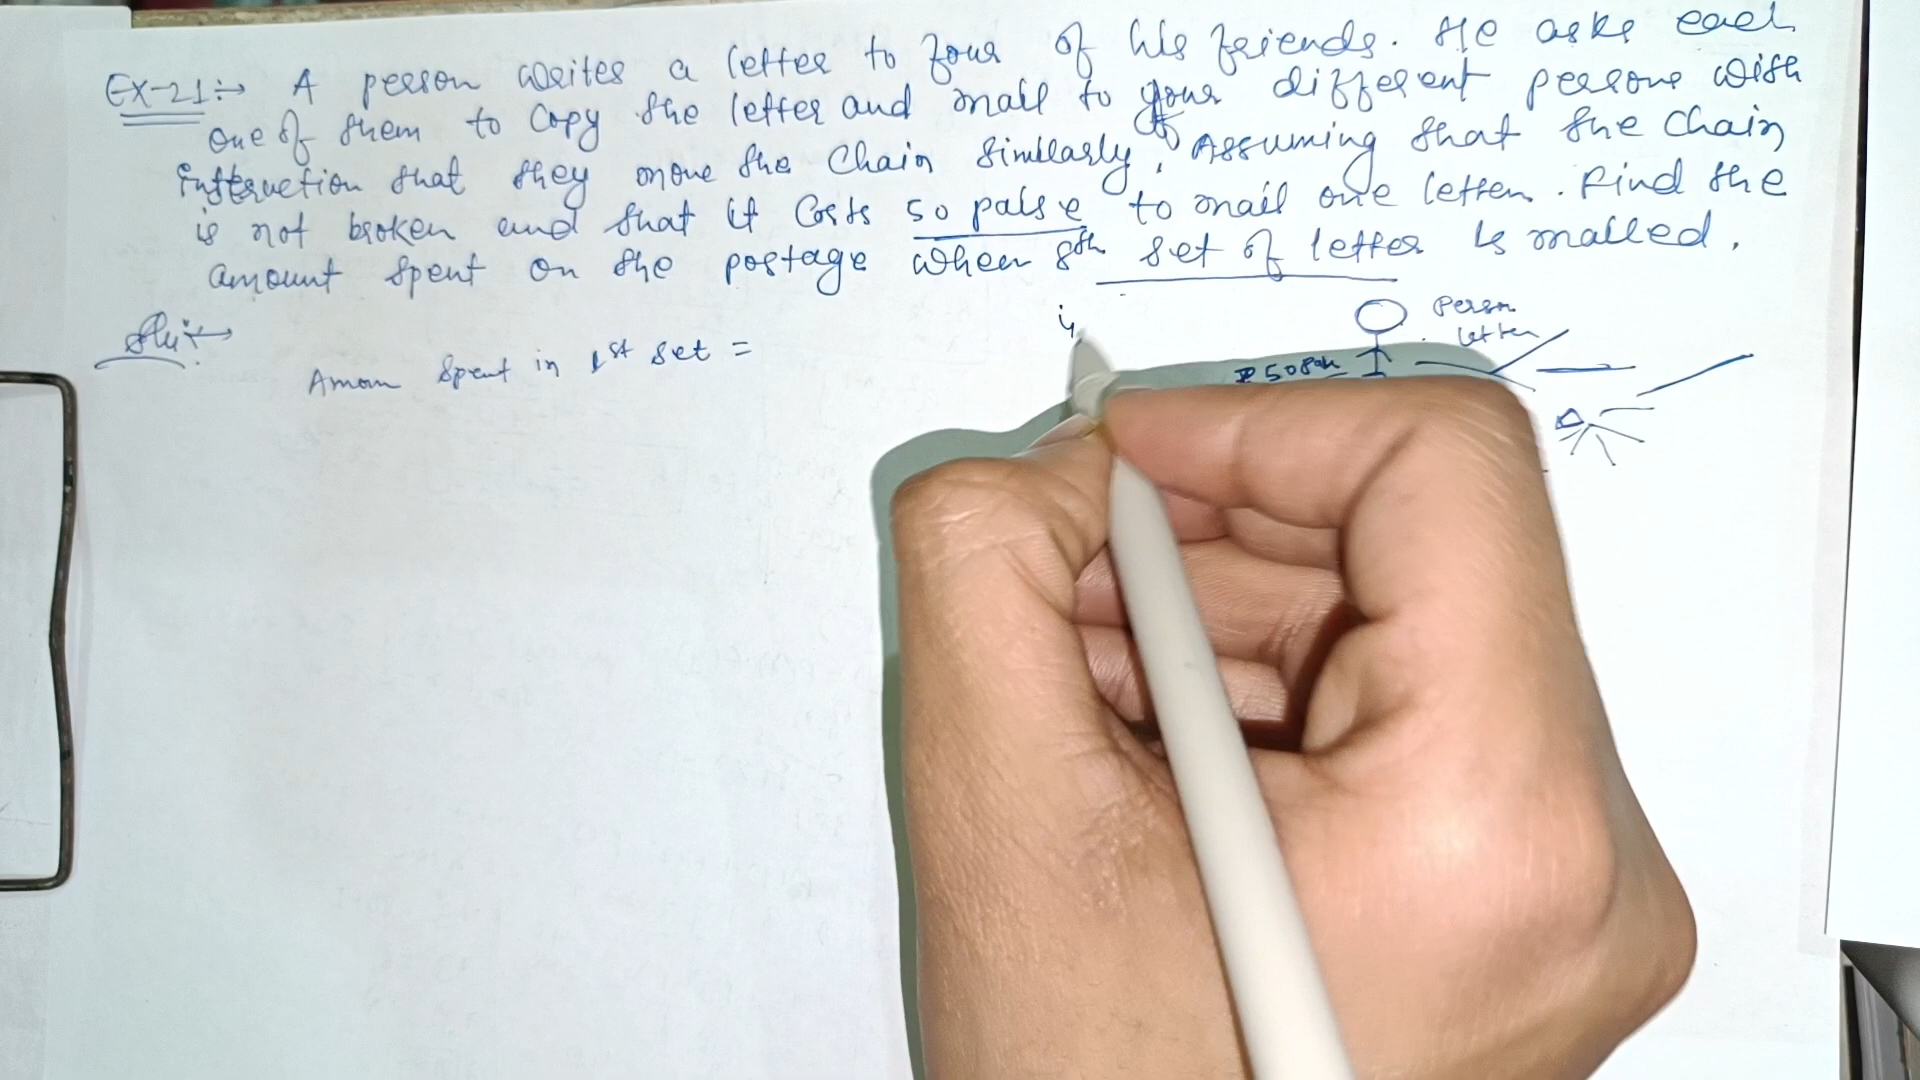 Ex-21:→ A person writes a letter to four of his friends. He asks each
one of them to copy the letter and mail to four different persons with
instruction that they move the chain similarly. Assuming that the chain
is not broken and that it costs 50 paise to mail one letter. Find the
amount spent on the postage when 8th set of letter is mailed.
Person
letter
Amoun spent in 1st set =